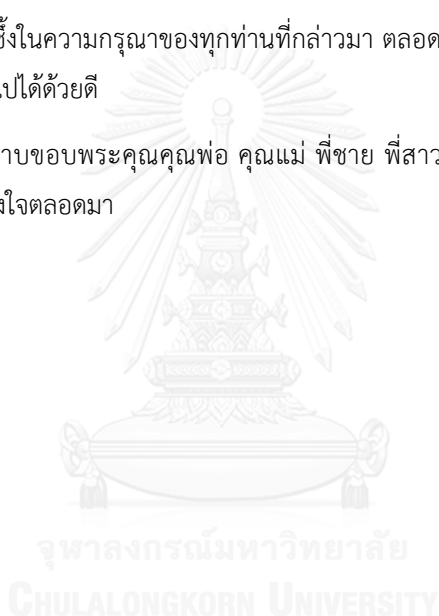 ซึ้งในความกรุณาของทุกท่านที่กล่าวมา ตลอด
ปได้ด้วยดี
าบขอบพระคุณคุณพ่อ คุณแม่ พี่ชาย พี่สาว
งใจตลอดมา
จุฬาลงกรณ์มหาวิทยาลัย
CHULALONGKORN UNIVERSITY